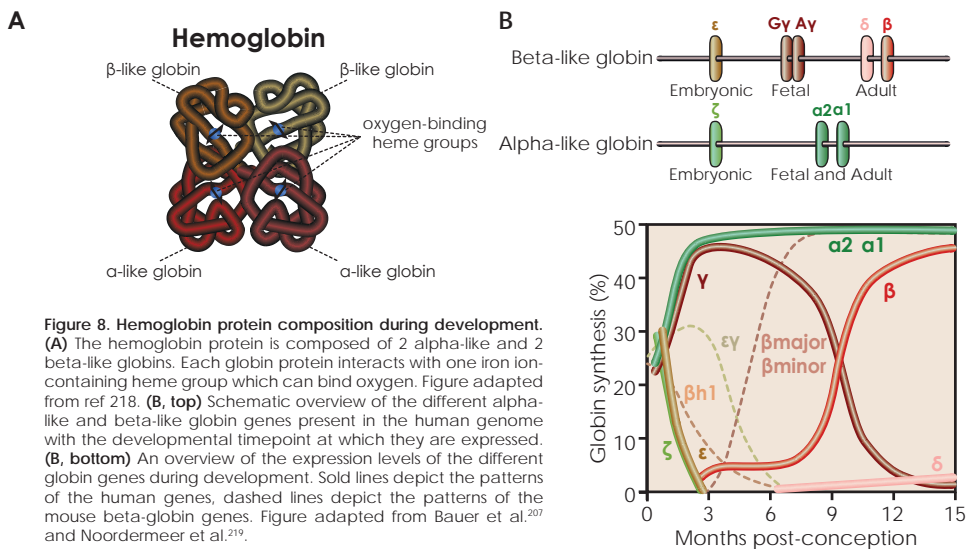 A
Hemoglobin
β-like globin
β-like globin
oxygen-binding
heme groups
α-like globin
α-like globin
Figure 8. Hemoglobin protein composition during development.
(A) The hemoglobin protein is composed of 2 alpha-like and 2
beta-like globins. Each globin protein interacts with one iron ion-
containing heme group which can bind oxygen. Figure adapted
from ref 218. (B, top) Schematic overview of the different alpha-
like and beta-like globin genes present in the human genome
with the developmental timepoint at which they are expressed.
(B, bottom) An overview of the expression levels of the different
globin genes during development. Sold lines depict the patterns
of the human genes, dashed lines depict the patterns of the
mouse beta-globin genes. Figure adapted from Bauer et al.207
and Noordermeer et al.219.
B
ε Gγ Aγ δ β
Beta-like globin
Embryonic Fetal Adult
ζ α2α1
Alpha-like globin
Embryonic Fetal and Adult
Globin synthesis (%)
50
40
30
20
10
0
α2 α1
γ
β
εγ
βmajor
βminor
βh1
ζ
ε
δ
0 3 6 9 12 15
Months post-conception